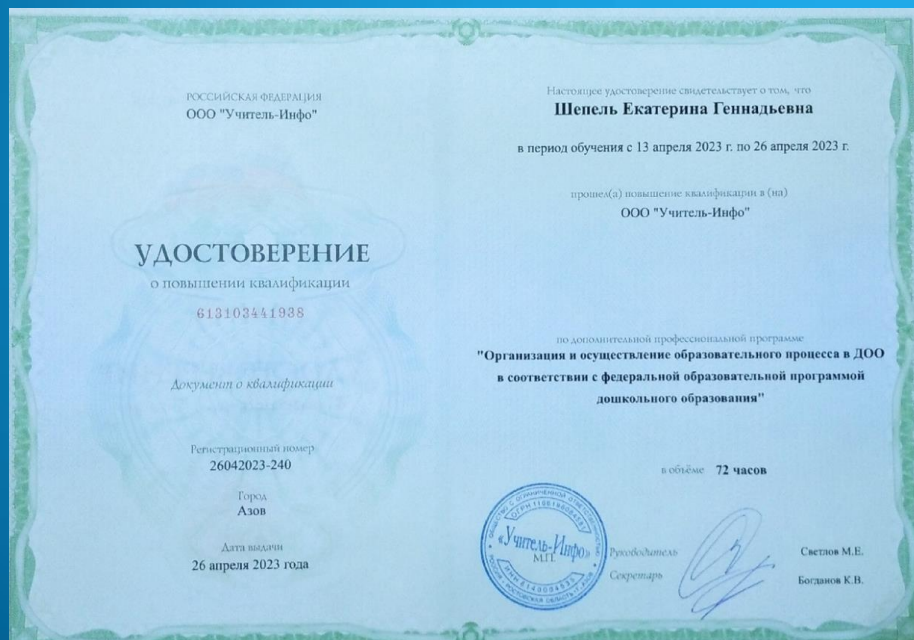 РОССИЙСКАЯ ФЕДЕРАЦИЯ
ООО "Учитель-Инфо"
УДОСТОВЕРЕНИЕ
о повышении квалификации
613103441938
Документ о квалификации
Регистрационный номер
26042023-240
Город
Азов
Дата выдачи
26 апреля 2023 года
Настоящее удостоверение свидетельствует о том, что
Шепель Екатерина Геннадьевна
в период обучения с 13 апреля 2023 г. по 26 апреля 2023 г.
прошел(а) повышение квалификации в (на)
ООО "Учитель-Инфо"
по дополнительной профессиональной программе
"Организация и осуществление образовательного процесса в ДОО
в соответствии с федеральной образовательной программой
дошкольного образования"
в объёме 72 часов
«Учитель-Инфо»
М.П.
Руководитель Светлов М.Е.
Секретарь Богданов К.В.